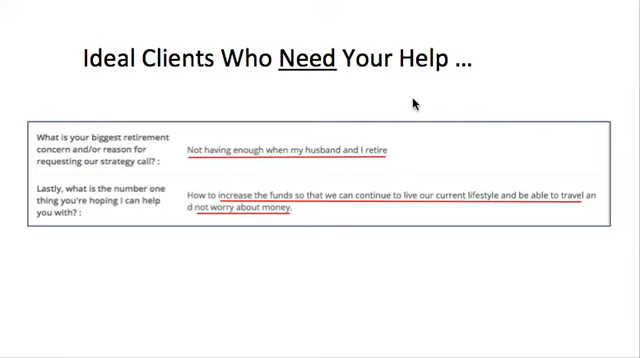 Ideal Clients Who Need Your Help ...
What is your biggest retirement
concern and/or reason for
requesting our strategy call? :
Not having enough when my husband and I retire
Lastly, what is the number one
thing you're hoping I can help
you with? :
How to increase the funds so that we can continue to live our current lifestyle and be able to travel an
d not worry about money.